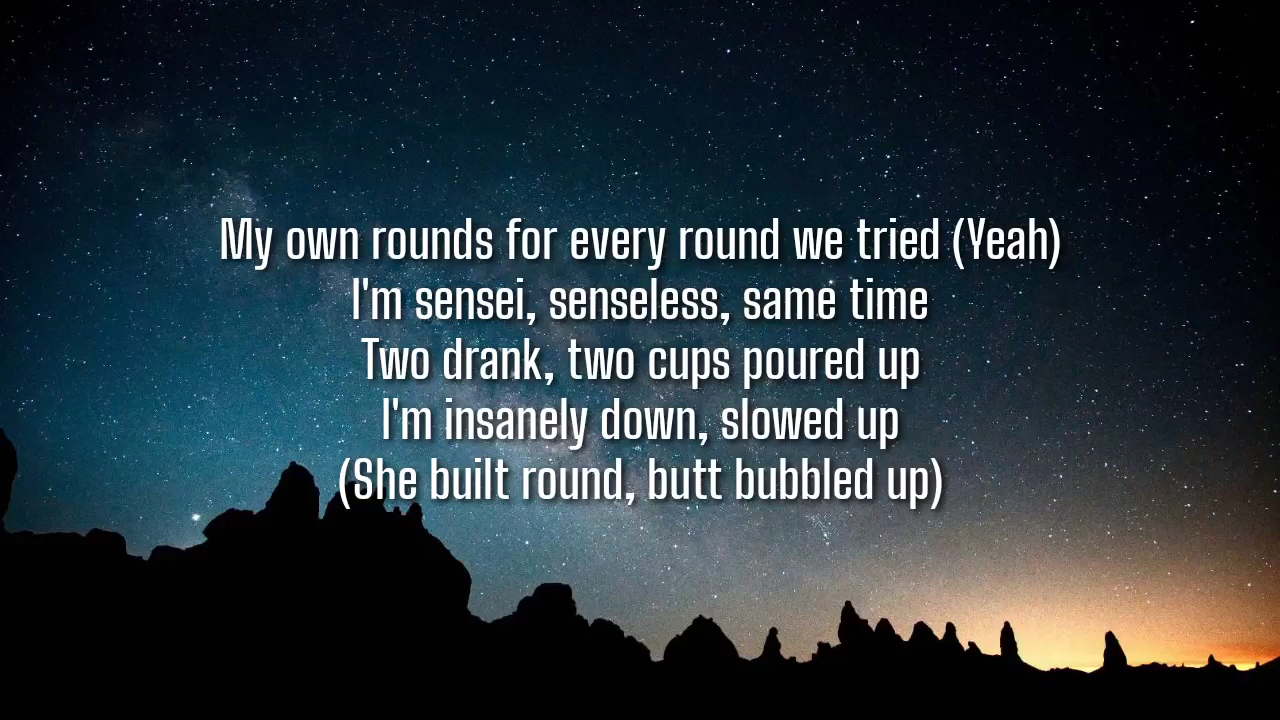 My own rounds for every round we tried (Yeah)
I'm sensei, senseless, same time
Two drank, two cups poured up
I'm insanely down, slowed up
(She built round, butt bubbled up)